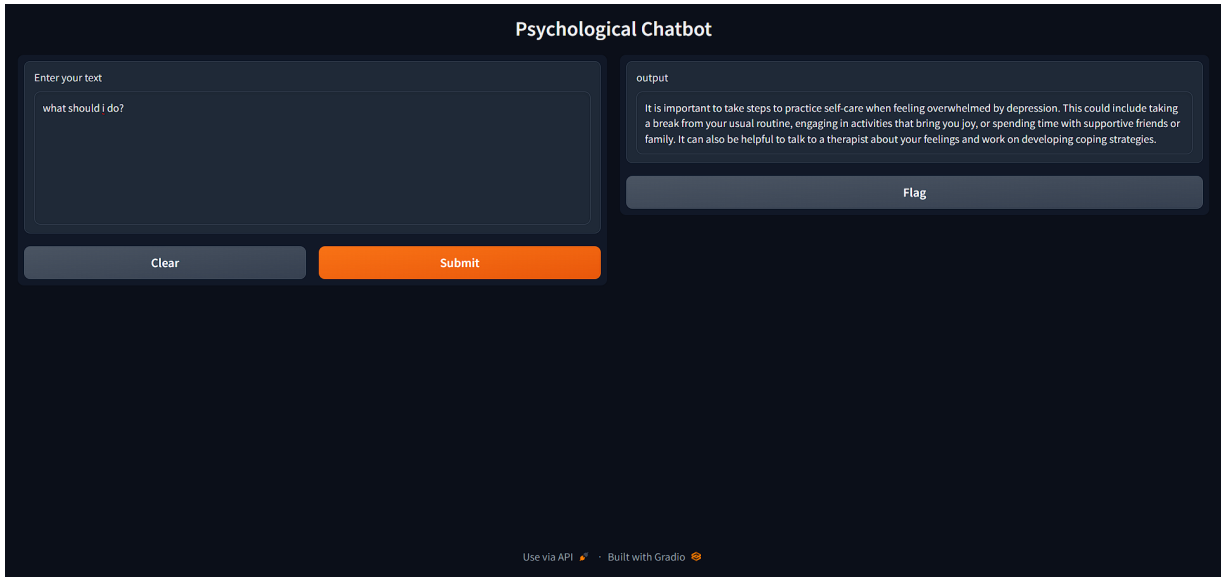 Psychological Chatbot
Enter your text
what should i do?
Clear
Submit
output
It is important to take steps to practice self-care when feeling overwhelmed by depression. This could include taking
a break from your usual routine, engaging in activities that bring you joy, or spending time with supportive friends or
family. It can also be helpful to talk to a therapist about your feelings and work on developing coping strategies.
Flag
Use via API · Built with Gradio